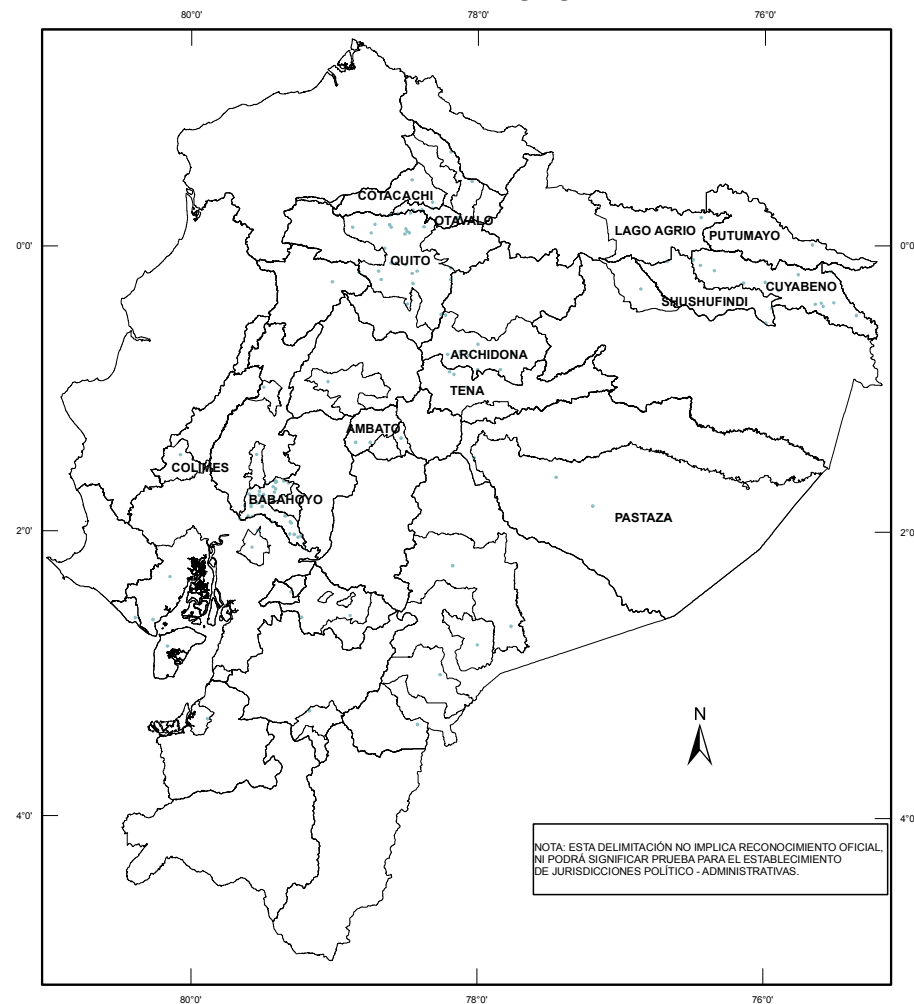 80°0'
78°0'
76°0'
COTACACHI
OTAVALO
LAGO AGRIO
PUTUMAYO
0°0'
0°0'
QUITO
CUYABENO
SHUSHUFINDI
ARCHIDONA
TENA
AMBATO
COLIMES
BABAHOYO
PASTAZA
2°0'
2°0'
N
4°0'
4°0'
NOTA: ESTA DELIMITACIÓN NO IMPLICA RECONOCIMIENTO OFICIAL,
NI PODRÁ SIGNIFICAR PRUEBA PARA EL ESTABLECIMIENTO
DE JURISDICCIONES POLÍTICO - ADMINISTRATIVAS.
80°0'
78°0'
76°0'